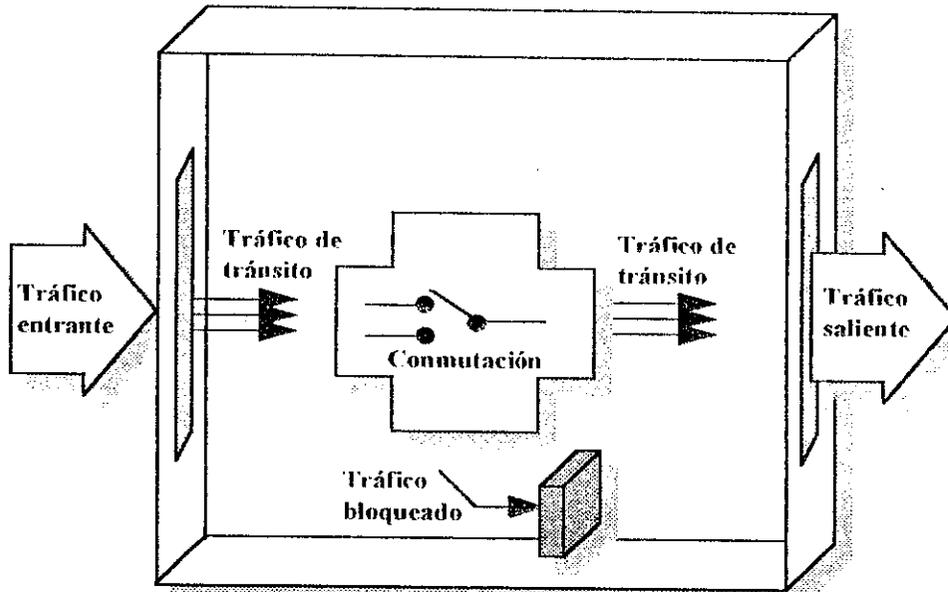 Tráfico
entrante
Tráfico de
tránsito
Conmutación
Tráfico de
tránsito
Tráfico
saliente
Tráfico
bloqueado